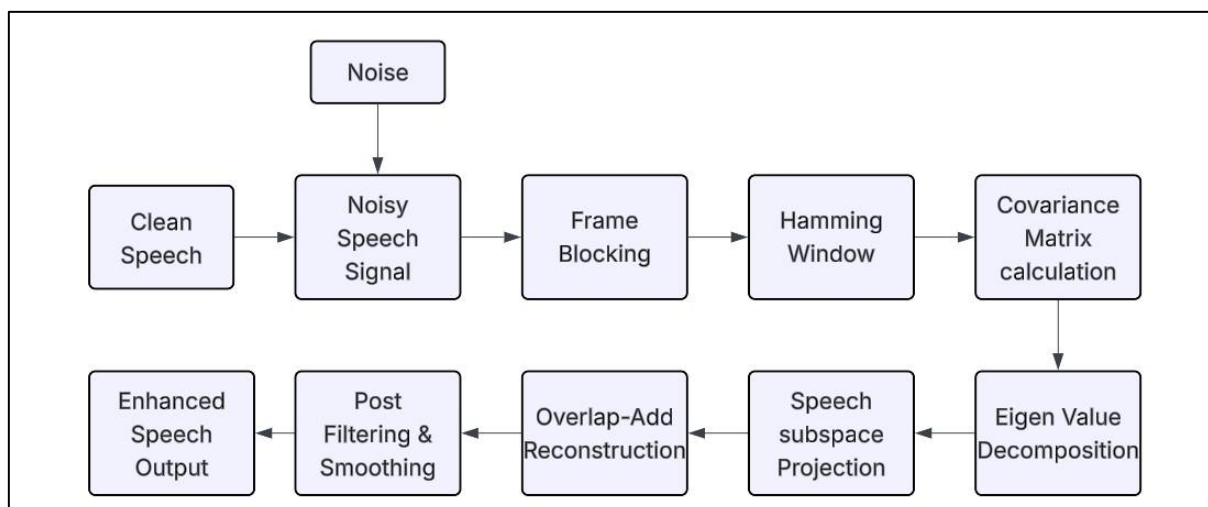 Noise
Clean
Speech
Noisy
Speech
Signal
Frame
Blocking
Hamming
Window
Covariance
Matrix
calculation
Eigen Value
Decomposition
Speech
subspace
Projection
Overlap-Add
Reconstruction
Post
Filtering &
Smoothing
Enhanced
Speech
Output